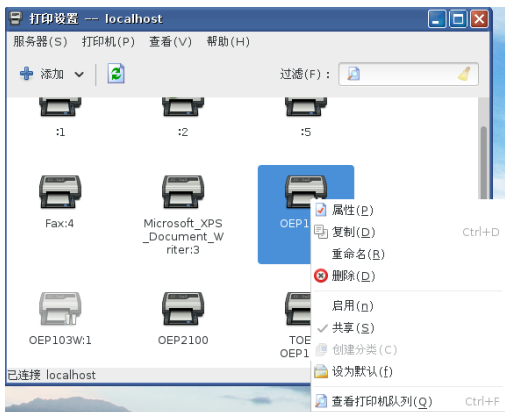 打印设置 -- localhost
服务器(S) 打印机(P) 查看(V) 帮助(H)
添加 过滤(F)：
:1 :2 :5
Fax:4
Microsoft_XPS
_Document_W
riter:3
OEP1
属性(P)
复制(D) Ctrl+D
重命名(R)
删除(D)
启用(n)
共享(S)
创建分类(C)
设为默认(f)
查看打印机队列(Q) Ctrl+F
OEP103W:1
OEP2100
TOE
OEP1
已连接 localhost